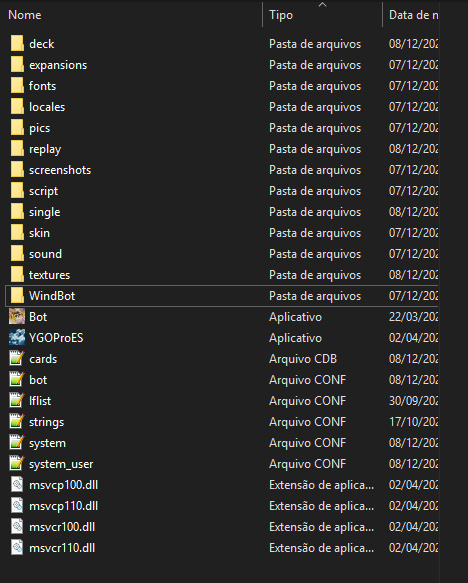 Nome Tipo Data de n
deck Pasta de arquivos 08/12/202
expansions Pasta de arquivos 07/12/202
fonts Pasta de arquivos 07/12/202
locales Pasta de arquivos 07/12/202
pics Pasta de arquivos 07/12/202
replay Pasta de arquivos 08/12/202
screenshots Pasta de arquivos 07/12/202
script Pasta de arquivos 07/12/202
single Pasta de arquivos 08/12/202
skin Pasta de arquivos 07/12/202
sound Pasta de arquivos 07/12/202
textures Pasta de arquivos 08/12/202
WindBot Pasta de arquivos 07/12/202
Bot Aplicativo 22/03/202
YGOProES Aplicativo 02/04/202
cards Arquivo CDB 08/12/202
bot Arquivo CONF 08/12/202
lflist Arquivo CONF 30/09/202
strings Arquivo CONF 17/10/202
system Arquivo CONF 08/12/202
system_user Arquivo CONF 08/12/202
msvcp100.dll Extensão de aplica... 02/04/202
msvcp110.dll Extensão de aplica... 02/04/202
msvcr100.dll Extensão de aplica... 02/04/202
msvcr110.dll Extensão de aplica... 02/04/202